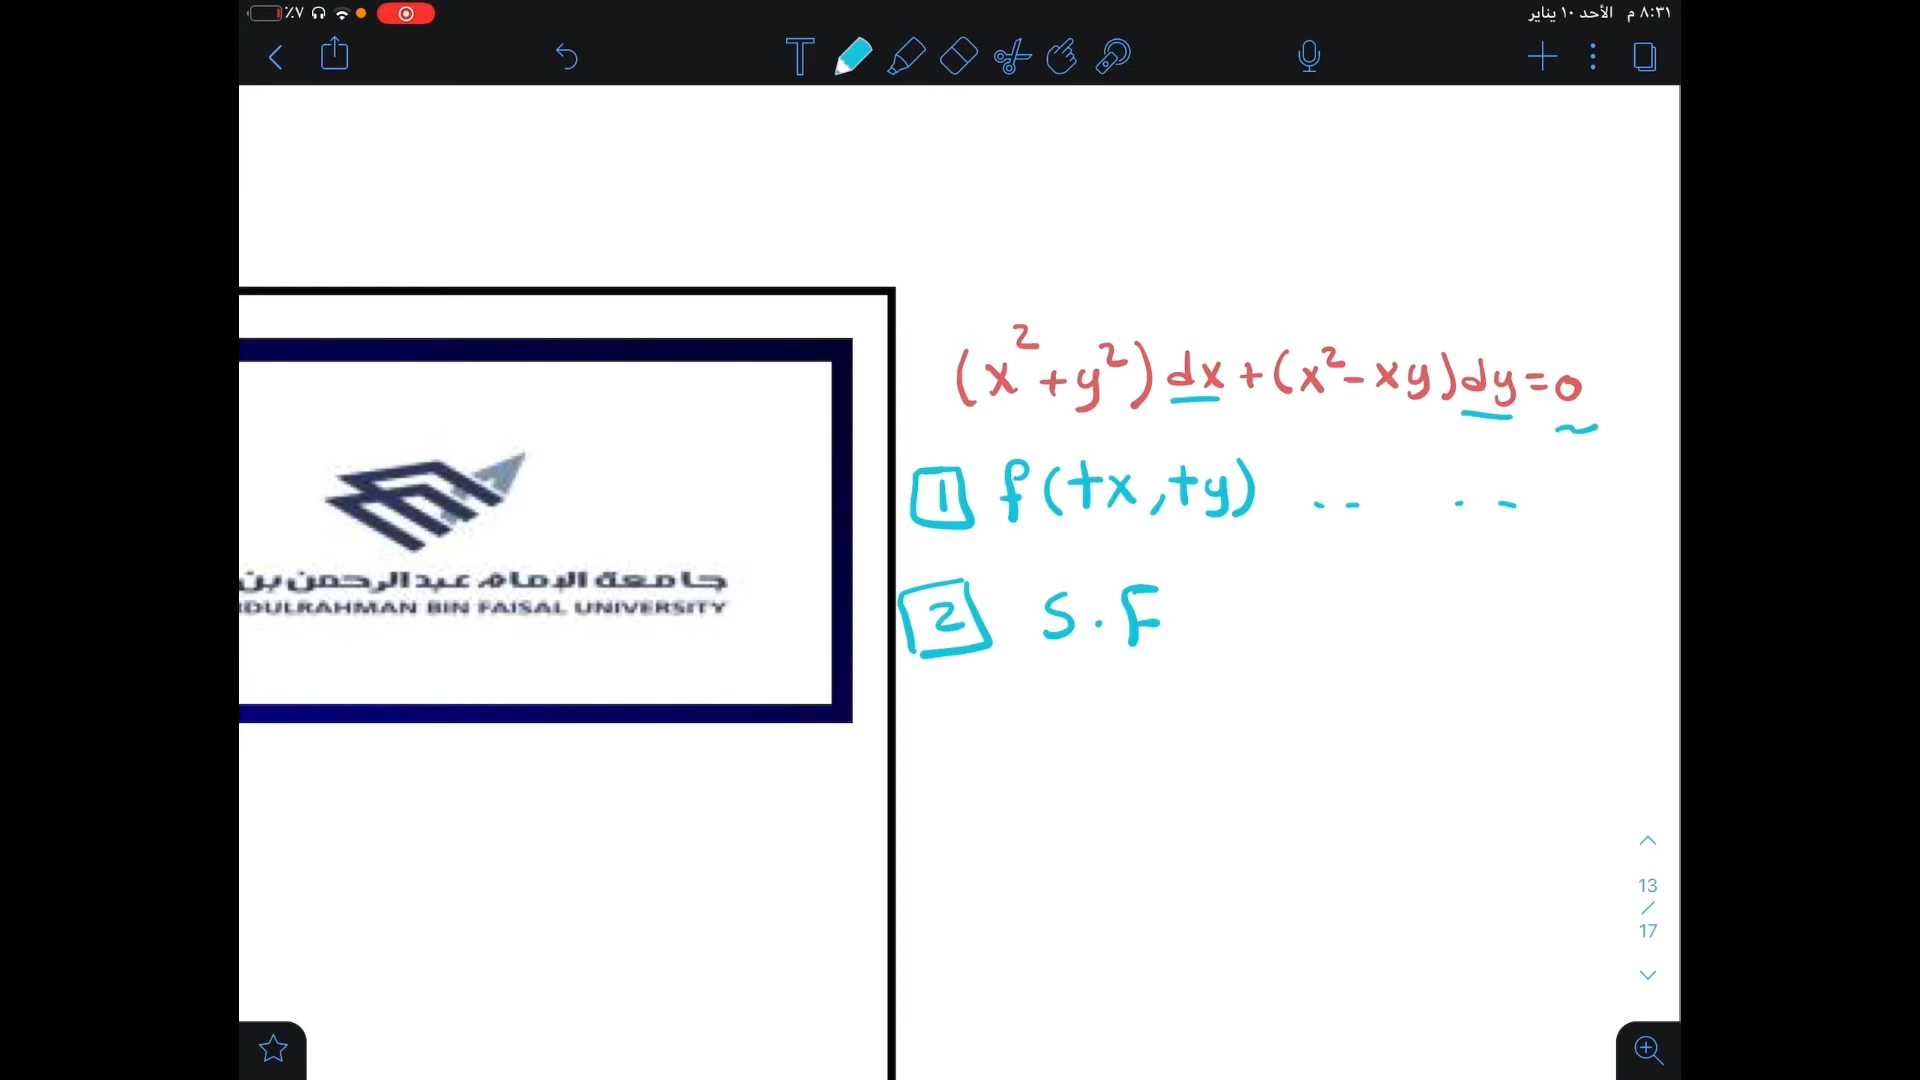 ٪٧
٨:٣١ م الأحد ١٠ يناير
T
(x²+y²)dx+(x²-xy)dy=0
1 f(tx,ty) .. ..
2 S.F
جامعة الإمام عبدالرحمن بن
ABDULRAHMAN BIN FAISAL UNIVERSITY
13
/
17